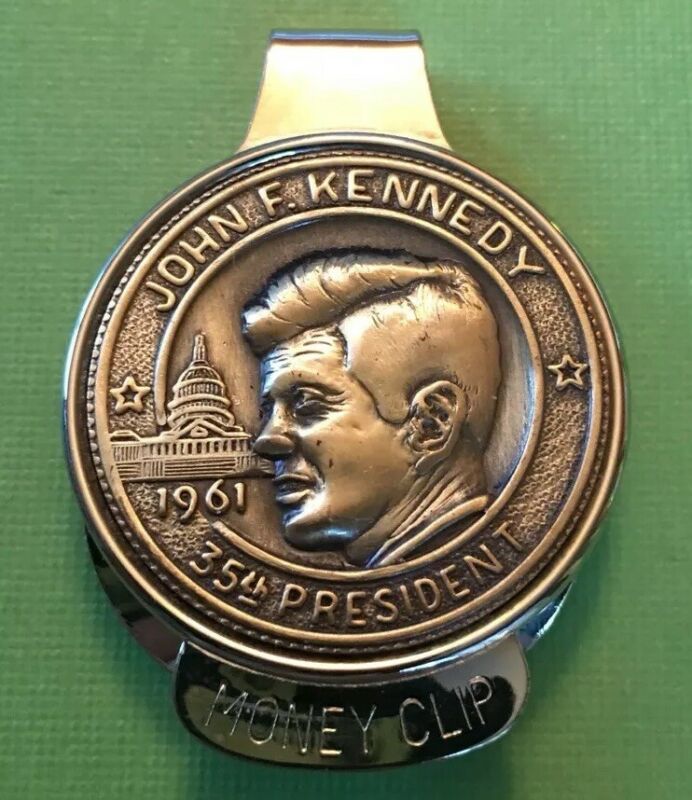 JOHN F. KENNEDY
1961
35th PRESIDENT
MONEY CLIP